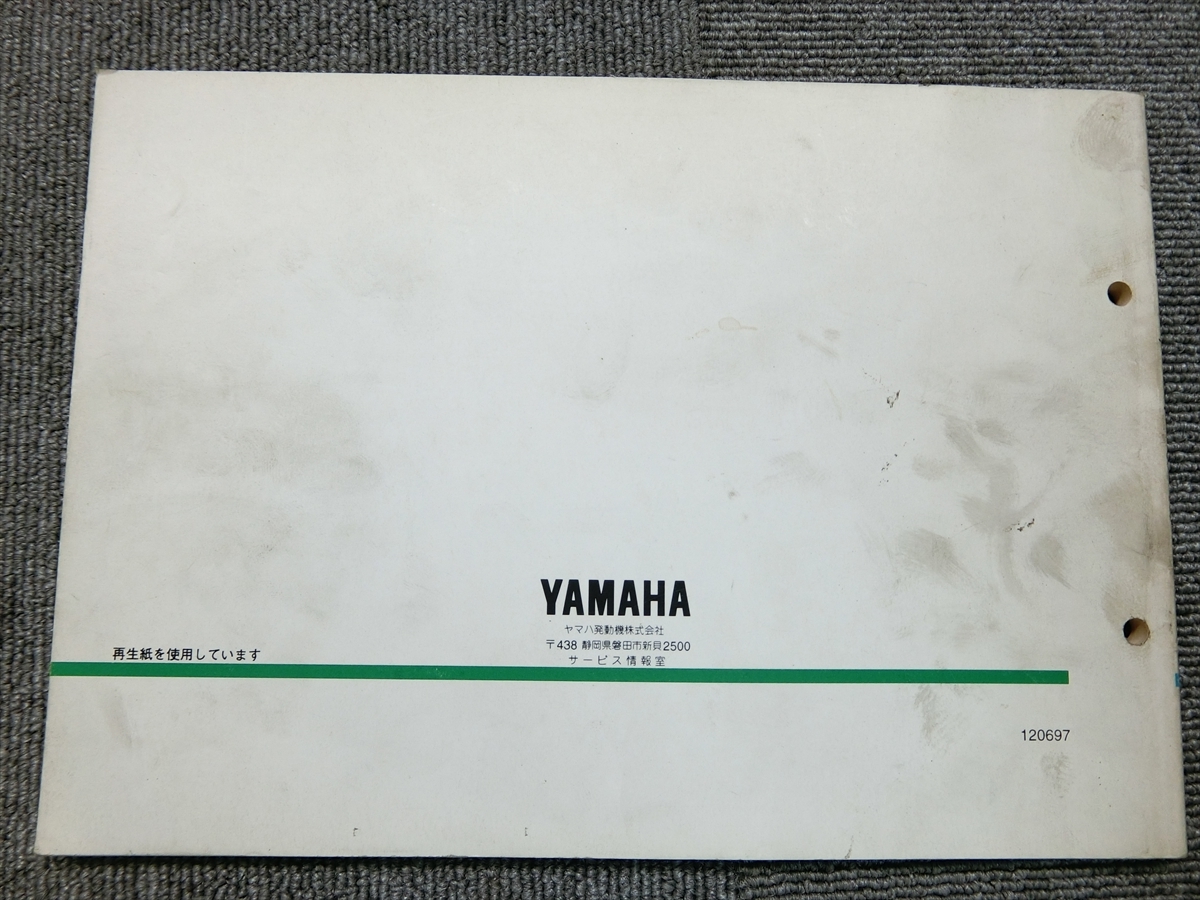 YAMAHA
ヤマハ発動機株式会社
〒438 静岡県磐田市新貝2500
サービス情報室
再生紙を使用しています
120697